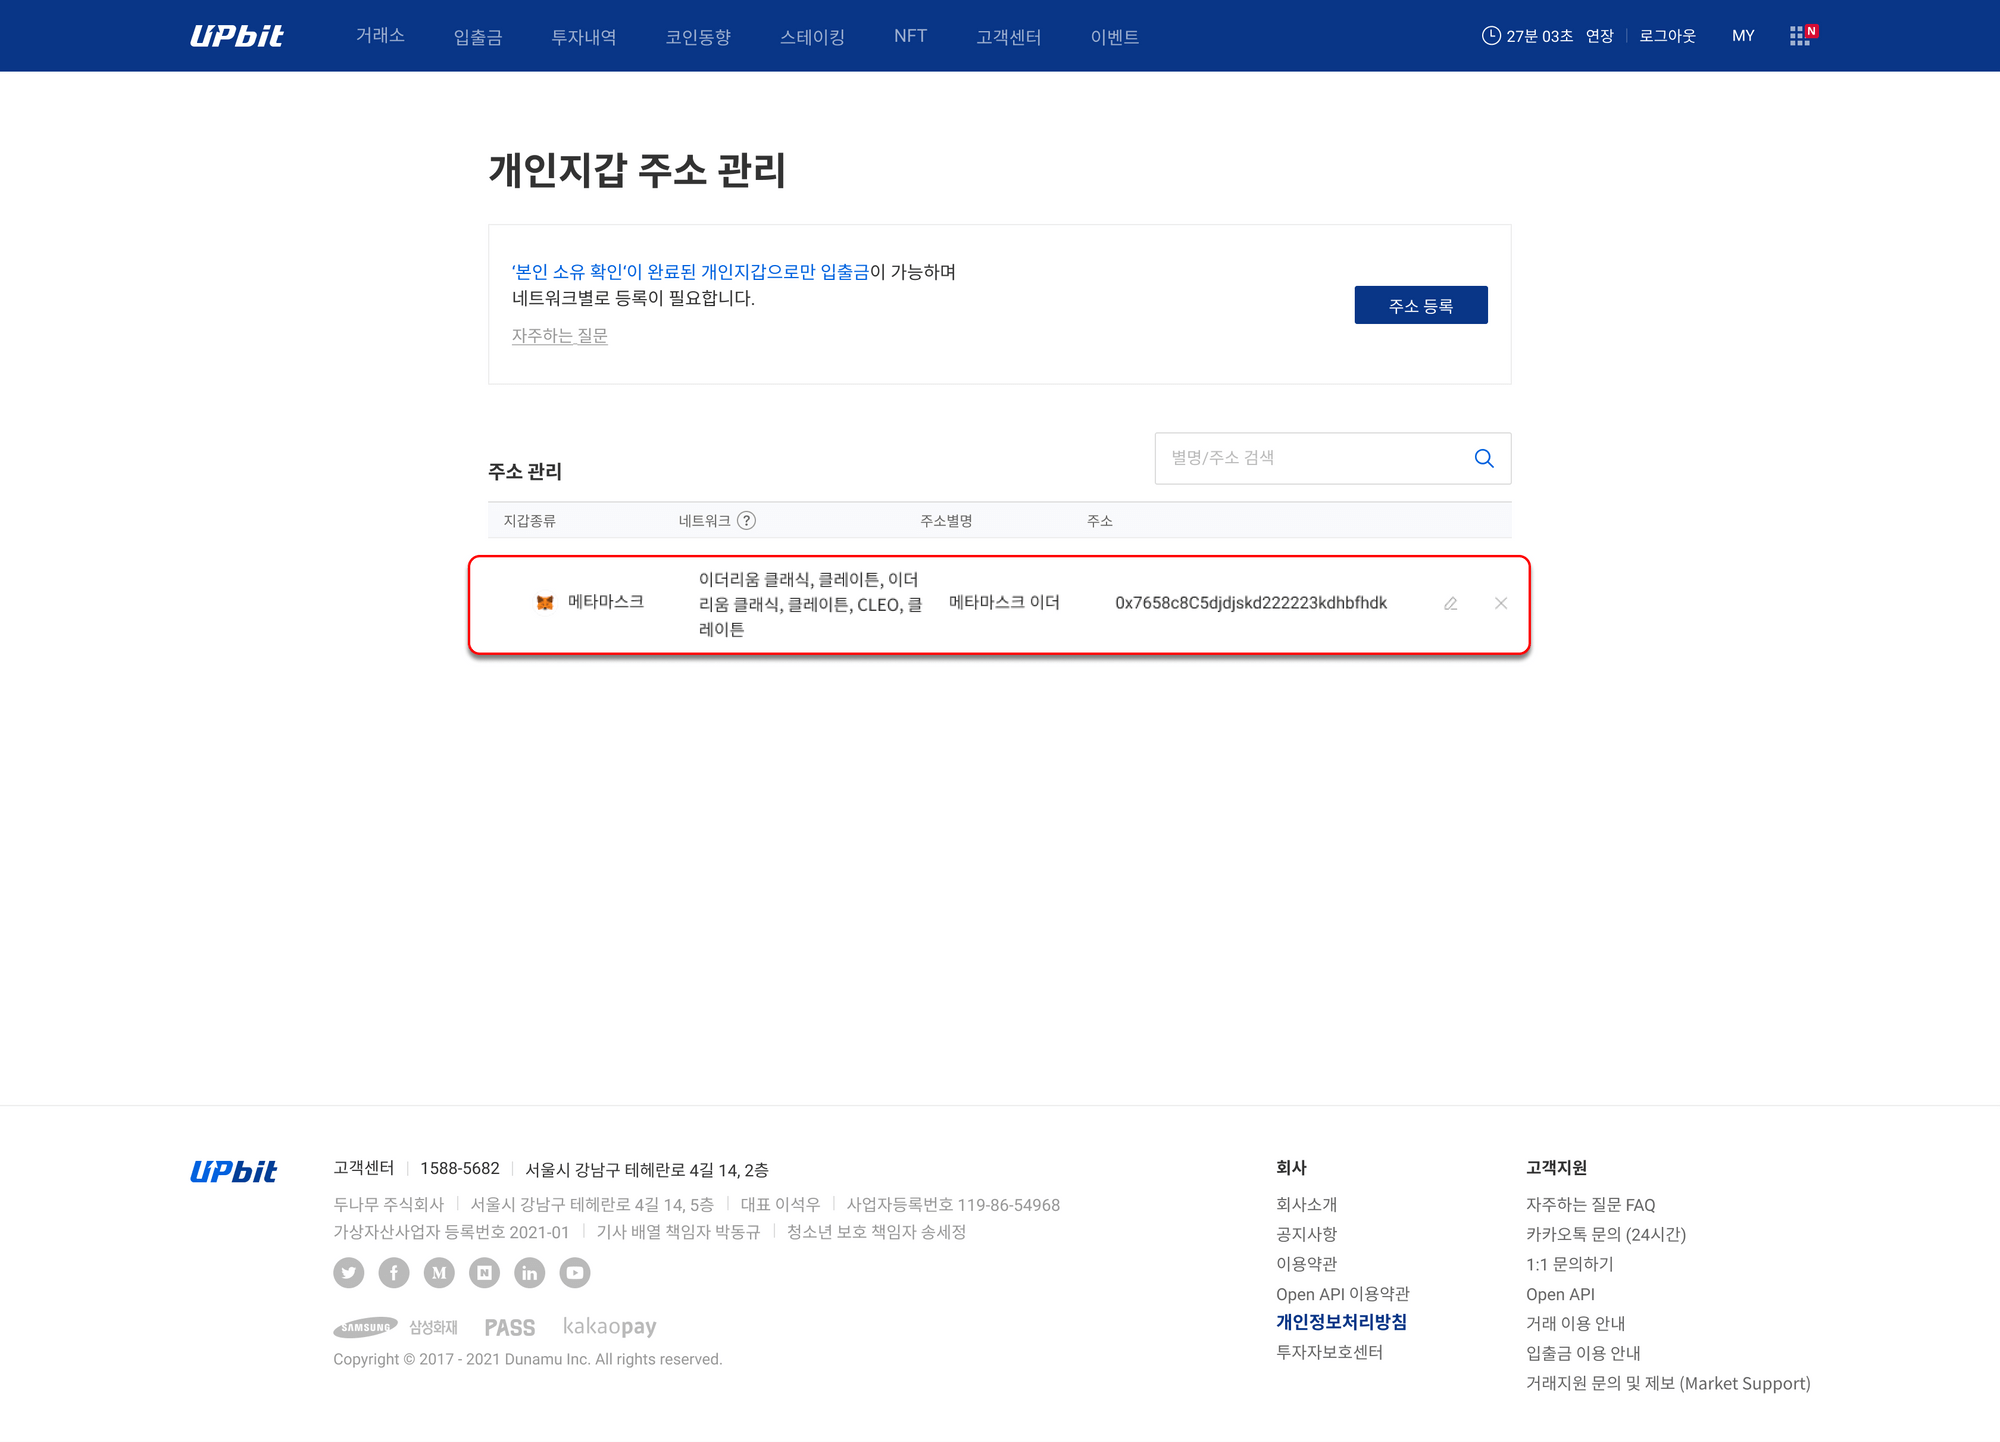 UPbit
거래소 입출금 투자내역 코인동향 스테이킹 NFT 고객센터 이벤트
27분 03초 연장 로그아웃 MY N
개인지갑 주소 관리
‘본인 소유 확인‘이 완료된 개인지갑으로만 입출금이 가능하며
네트워크별로 등록이 필요합니다.
자주하는 질문
주소 등록
주소 관리
별명/주소 검색
지갑종류 네트워크 ? 주소별명 주소
메타마스크
이더리움 클래식, 클레이튼, 이더
리움 클래식, 클레이튼, CLEO, 클
레이튼
메타마스크 이더
0x7658c8C5djdjskd222223kdhbfhdk
UPbit
고객센터 1588-5682 서울시 강남구 테헤란로 4길 14, 2층
두나무 주식회사 서울시 강남구 테헤란로 4길 14, 5층 대표 이석우 사업자등록번호 119-86-54968
가상자산사업자 등록번호 2021-01 기사 배열 책임자 박동규 청소년 보호 책임자 송세정
SAMSUNG 삼성화재 PASS kakaopay
Copyright © 2017 - 2021 Dunamu Inc. All rights reserved.
회사
회사소개
공지사항
이용약관
Open API 이용약관
개인정보처리방침
투자자보호센터
고객지원
자주하는 질문 FAQ
카카오톡 문의 (24시간)
1:1 문의하기
Open API
거래 이용 안내
입출금 이용 안내
거래지원 문의 및 제보 (Market Support)